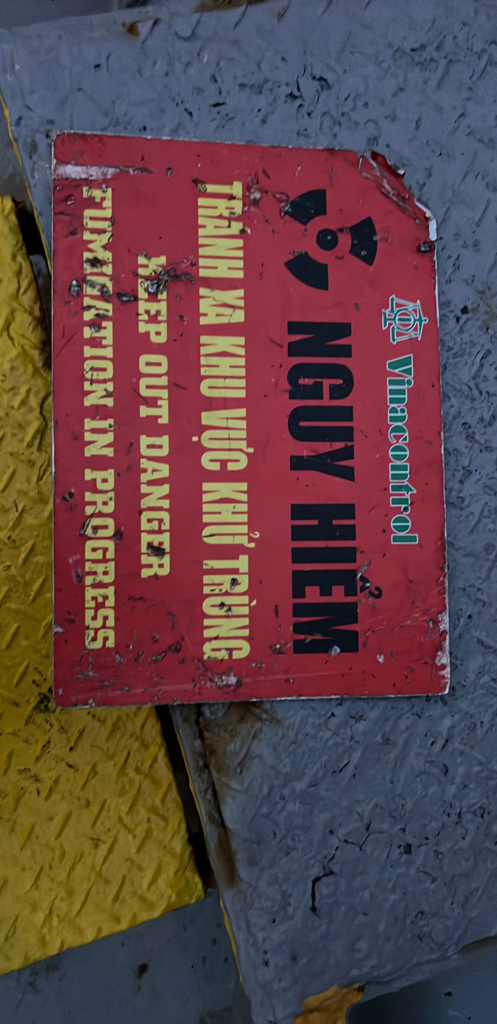 Vinacontrol
NGUY HIỂM
TRÁNH XA KHU VỰC KHỬ TRÙNG
KEEP OUT DANGER
FUMIGATION IN PROGRESS